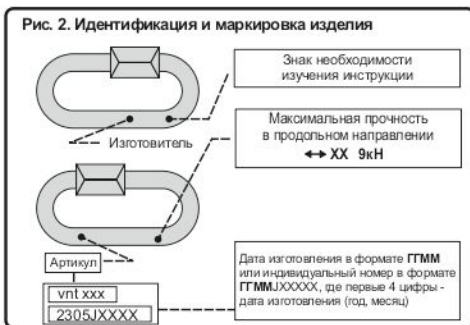 Рис. 2. Идентификация и маркировка изделия
Знак необходимости
изучения инструкции
Изготовитель
Максимальная прочность
в продольном направлении
↔ XX 9кН
Артикул
vnt xxx
2305JXXXX
Дата изготовления в формате ГГММ
или индивидуальный номер в формате
ГГММJXXXXX, где первые 4 цифры -
дата изготовления (год, месяц)